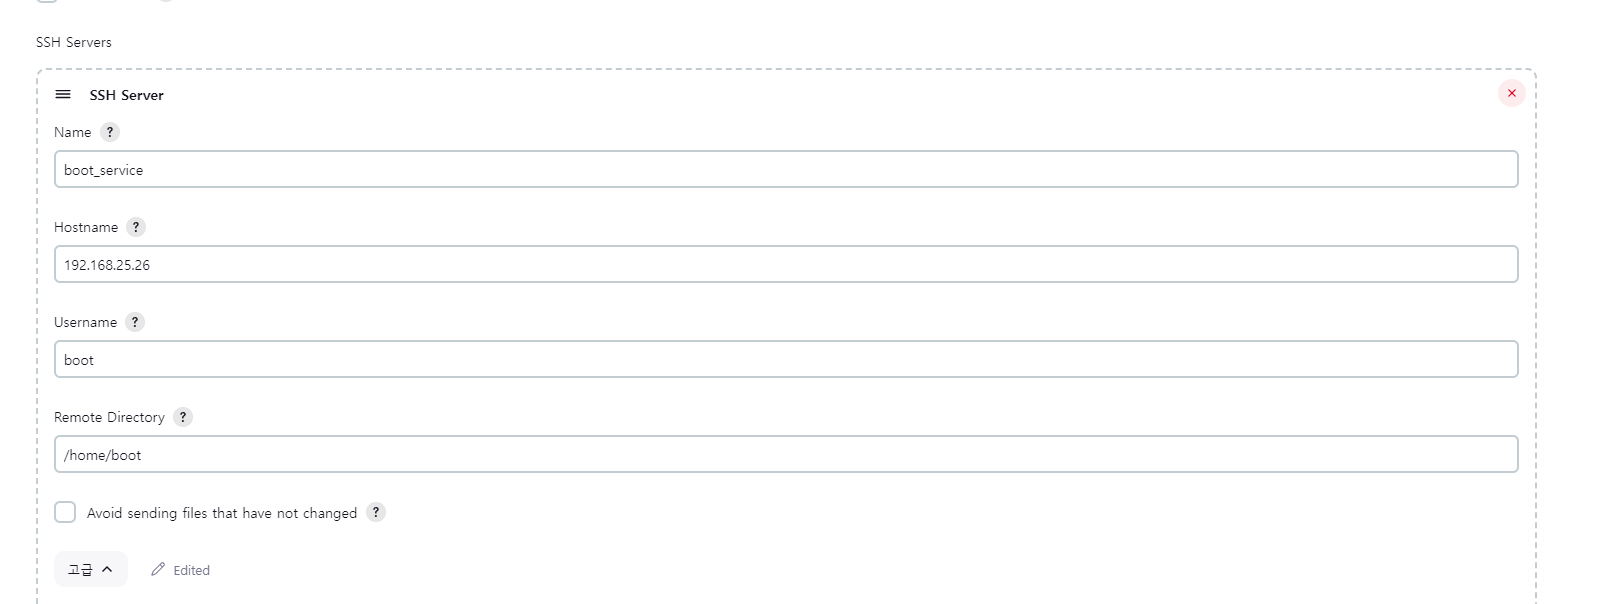 SSH Servers
SSH Server
Name ?
boot_service
Hostname ?
192.168.25.26
Username ?
boot
Remote Directory ?
/home/boot
Avoid sending files that have not changed ?
고급 Edited